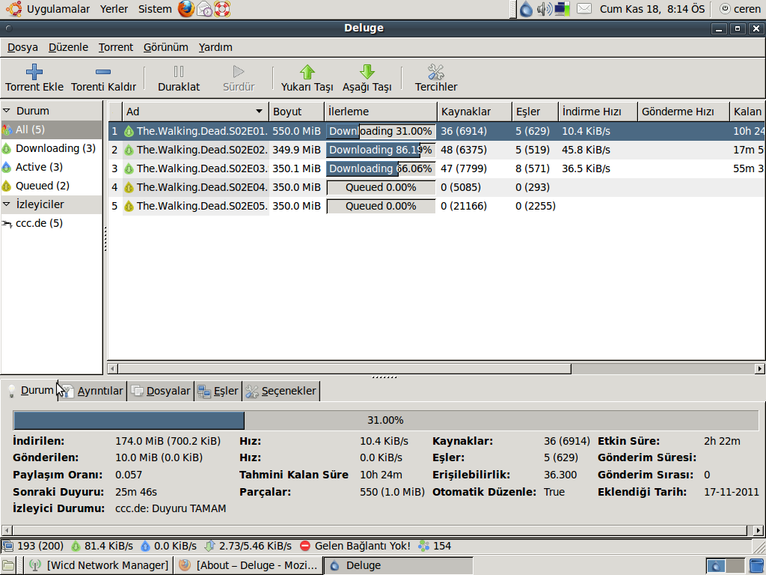 Uygulamalar Yerler Sistem Cum Kas 18, 8:14 ÖS ceren
Deluge
Dosya Düzenle Torrent Görünüm Yardım
Torrent Ekle Torenti Kaldır Duraklat Sürdür Yukarı Taşı Aşağı Taşı Tercihler
Durum Ad Boyut İlerleme Kaynaklar Eşler İndirme Hızı Gönderme Hızı Kalan
All (5) 1 The.Walking.Dead.S02E01. 550.0 MiB Downloading 31.00% 36 (6914) 5 (629) 10.4 KiB/s 10h 24
Downloading (3) 2 The.Walking.Dead.S02E02. 349.9 MiB Downloading 86.19% 48 (6375) 5 (519) 45.8 KiB/s 17m 5
Active (3) 3 The.Walking.Dead.S02E03. 350.1 MiB Downloading 66.06% 47 (7799) 8 (571) 36.5 KiB/s 55m 3
Queued (2) 4 The.Walking.Dead.S02E04. 350.0 MiB Queued 0.00% 0 (5085) 0 (293)
İzleyiciler 5 The.Walking.Dead.S02E05. 350.0 MiB Queued 0.00% 0 (21166) 0 (2255)
ccc.de (5)
Durum Ayrıntılar Dosyalar Eşler Seçenekler
31.00%
İndirilen: 174.0 MiB (700.2 KiB) Hız: 10.4 KiB/s Kaynaklar: 36 (6914) Etkin Süre: 2h 22m
Gönderilen: 10.0 MiB (0.0 KiB) Hız: 0.0 KiB/s Eşler: 5 (629) Gönderim Süresi:
Paylaşım Oranı: 0.057 Tahmini Kalan Süre 10h 24m Erişilebilirlik: 36.300 Gönderim Sırası: 0
Sonraki Duyuru: 25m 46s Parçalar: 550 (1.0 MiB) Otomatik Düzenle: True Eklendiği Tarih: 17-11-2011
İzleyici Durumu: ccc.de: Duyuru TAMAM
193 (200) 81.4 KiB/s 0.0 KiB/s 2.73/5.46 KiB/s Gelen Bağlantı Yok! 154
[Wicd Network Manager] [About – Deluge - Mozi... Deluge